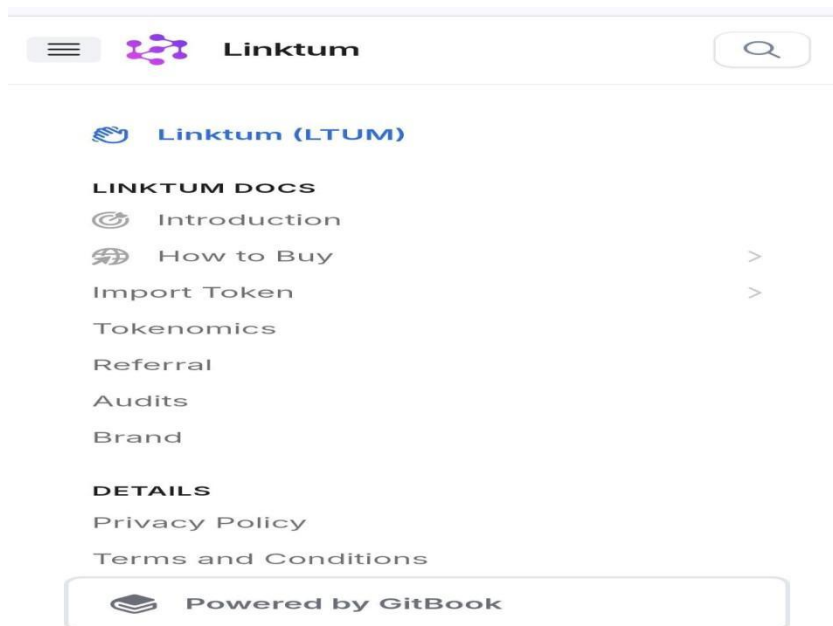 Linktum
Linktum (LTUM)
LINKTUM DOCS
Introduction
How to Buy
Import Token
Tokenomics
Referral
Audits
Brand
DETAILS
Privacy Policy
Terms and Conditions
Powered by GitBook